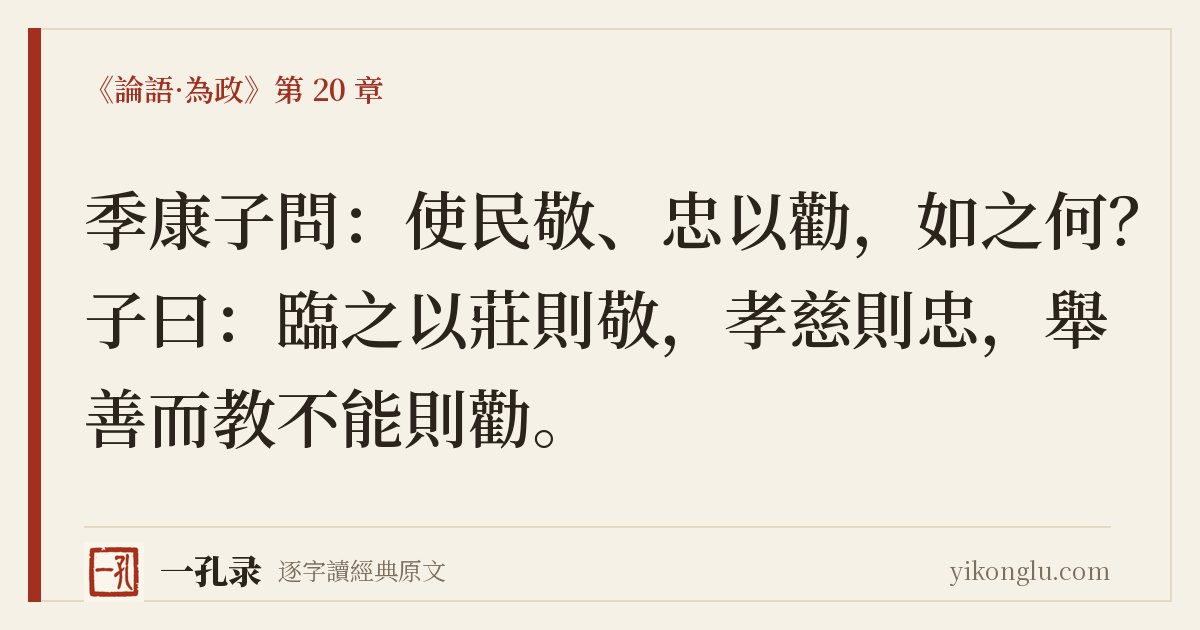 《論語·為政》第 20 章
季康子問：使民敬、忠以勸，如之何？
子曰：臨之以莊則敬，孝慈則忠，舉
善而教不能則勸。
一孔
一孔录 逐字讀經典原文 yikonglu.com